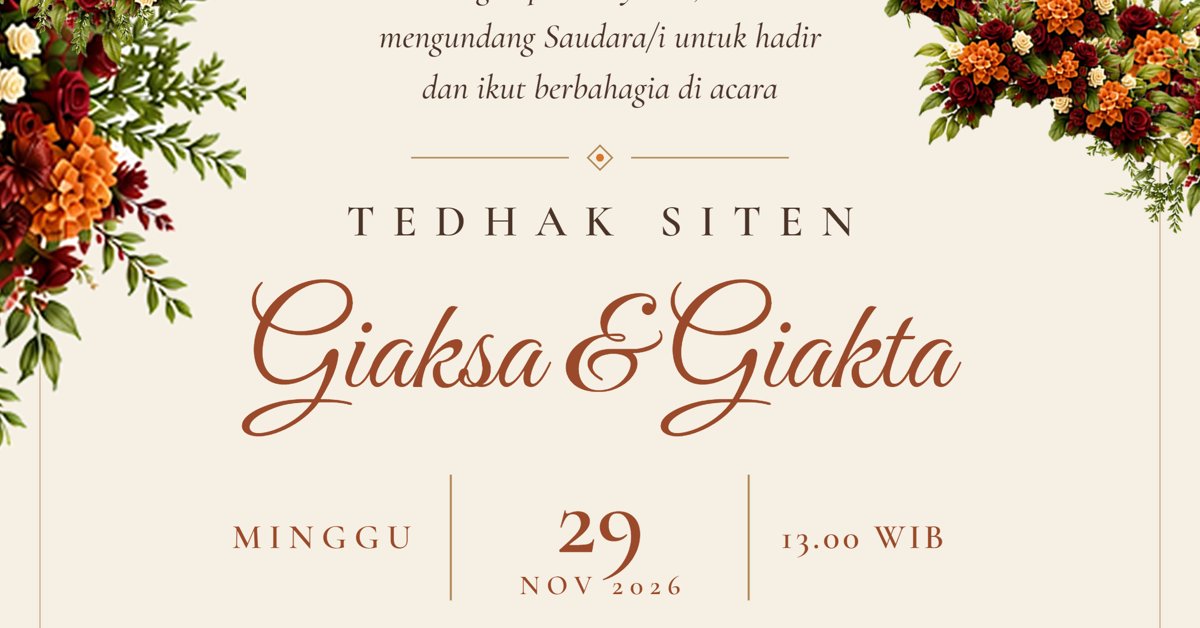 mengundang Saudara/i untuk hadir
dan ikut berbahagia di acara
TEDHAK SITEN
Giaksa & Giakta
MINGGU
29
NOV 2026
13.00 WIB